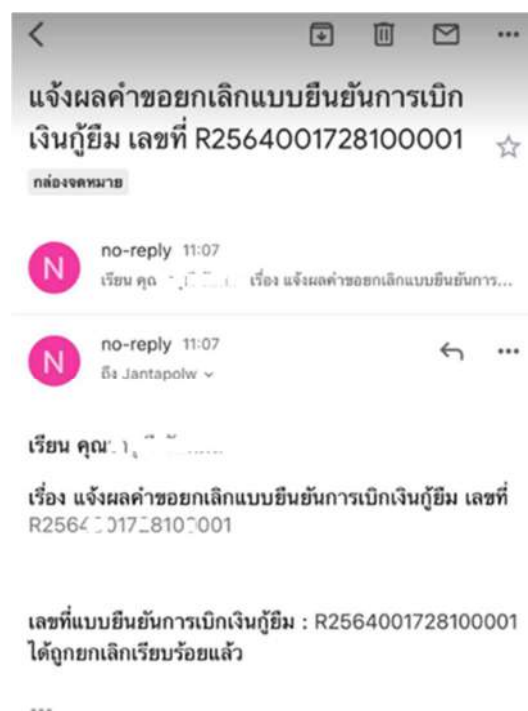 แจ้งผลคำขอยกเลิกแบบยืนยันการเบิก
เงินกู้ยืม เลขที่ R2564001728100001
กล่องจดหมาย
N
no-reply 11:07
เรียน คุณ เรื่อง แจ้งผลคำขอยกเลิกแบบยืนยันการ...
N
no-reply 11:07
ถึง Jantapolw
เรียน คุณ
เรื่อง แจ้งผลคำขอยกเลิกแบบยืนยันการเบิกเงินกู้ยืม เลขที่
เลขที่แบบยืนยันการเบิกเงินกู้ยืม : R2564001728100001
ได้ถูกยกเลิกเรียบร้อยแล้ว